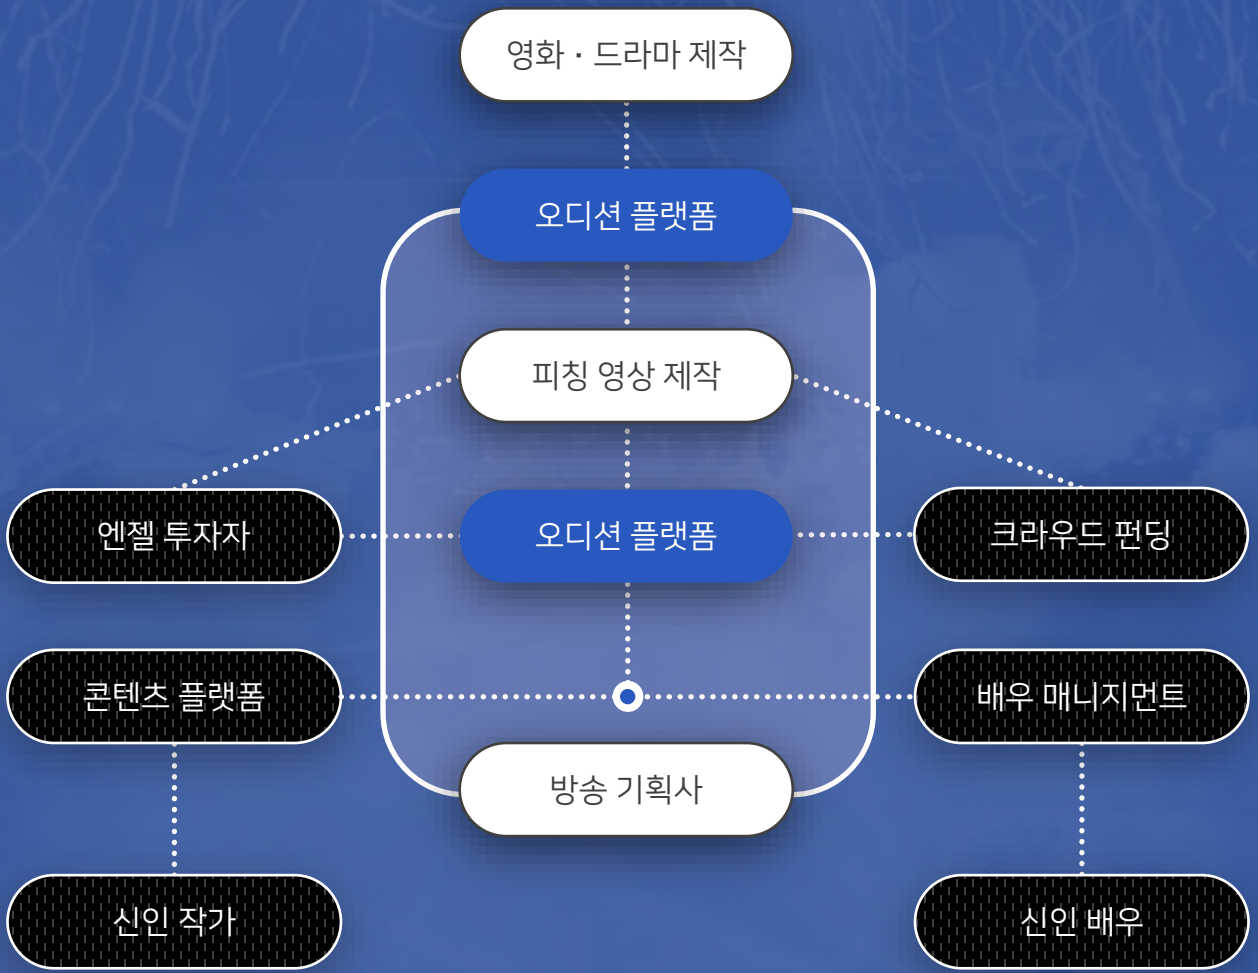 영화 · 드라마 제작
오디션 플랫폼
피칭 영상 제작
엔젤 투자자
오디션 플랫폼
크라우드 펀딩
콘텐츠 플랫폼
배우 매니지먼트
방송 기획사
신인 작가
신인 배우